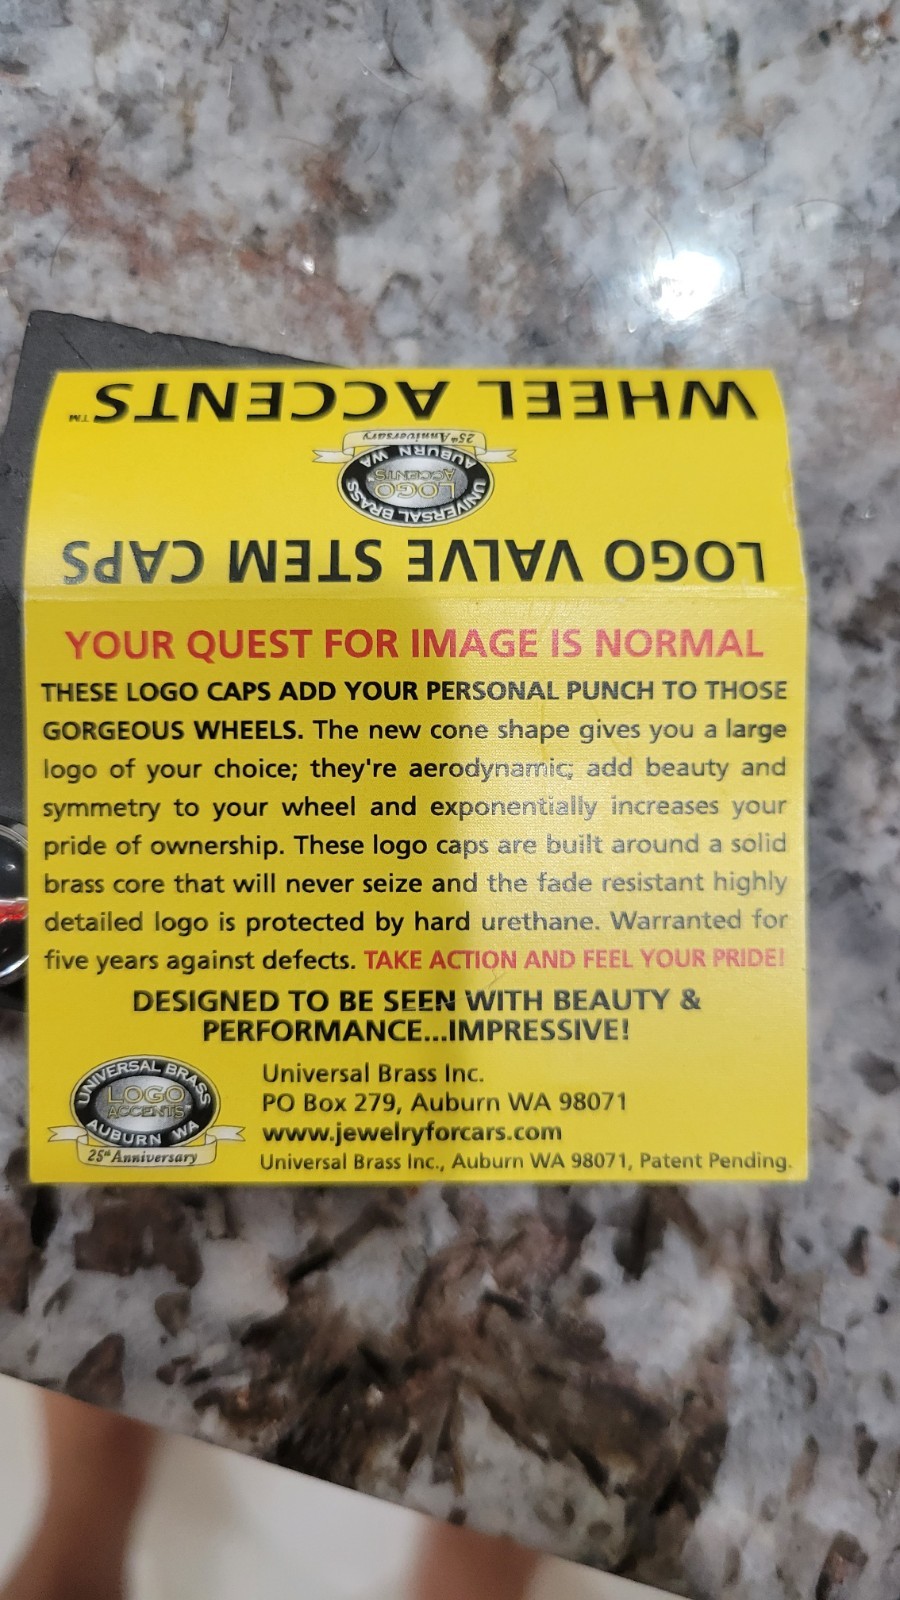 WHEEL ACCENTS™
25th Anniversary
AUBURN WA
LOGO
ACCENTS
UNIVERSAL BRASS
LOGO VALVE STEM CAPS
YOUR QUEST FOR IMAGE IS NORMAL
THESE LOGO CAPS ADD YOUR PERSONAL PUNCH TO THOSE
GORGEOUS WHEELS. The new cone shape gives you a large
logo of your choice; they're aerodynamic; add beauty and
symmetry to your wheel and exponentially increases your
pride of ownership. These logo caps are built around a solid
brass core that will never seize and the fade resistant highly
detailed logo is protected by hard urethane. Warranted for
five years against defects. TAKE ACTION AND FEEL YOUR PRIDE!
DESIGNED TO BE SEEN WITH BEAUTY &
PERFORMANCE...IMPRESSIVE!
UNIVERSAL BRASS
LOGO
ACCENTS™
AUBURN WA
25th Anniversary
Universal Brass Inc.
PO Box 279, Auburn WA 98071
www.jewelryforcars.com
Universal Brass Inc., Auburn WA 98071, Patent Pending.